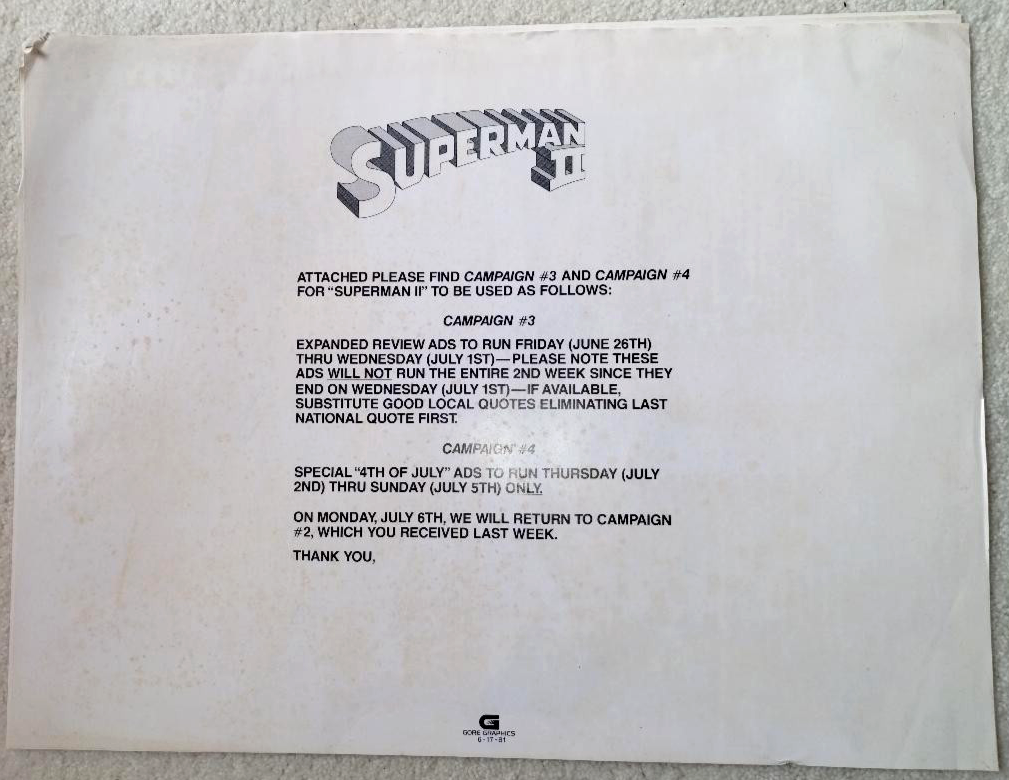 SUPERMAN
II
ATTACHED PLEASE FIND CAMPAIGN #3 AND CAMPAIGN #4
FOR "SUPERMAN II" TO BE USED AS FOLLOWS:
CAMPAIGN #3
EXPANDED REVIEW ADS TO RUN FRIDAY (JUNE 26TH)
THRU WEDNESDAY (JULY 1ST)—PLEASE NOTE THESE
ADS WILL NOT RUN THE ENTIRE 2ND WEEK SINCE THEY
END ON WEDNESDAY (JULY 1ST)—IF AVAILABLE,
SUBSTITUTE GOOD LOCAL QUOTES ELIMINATING LAST
NATIONAL QUOTE FIRST.
CAMPAIGN #4
SPECIAL "4TH OF JULY" ADS TO RUN THURSDAY (JULY
2ND) THRU SUNDAY (JULY 5TH) ONLY.
ON MONDAY, JULY 6TH, WE WILL RETURN TO CAMPAIGN
#2, WHICH YOU RECEIVED LAST WEEK.
THANK YOU,
G
GORE GRAPHICS
6-17-81